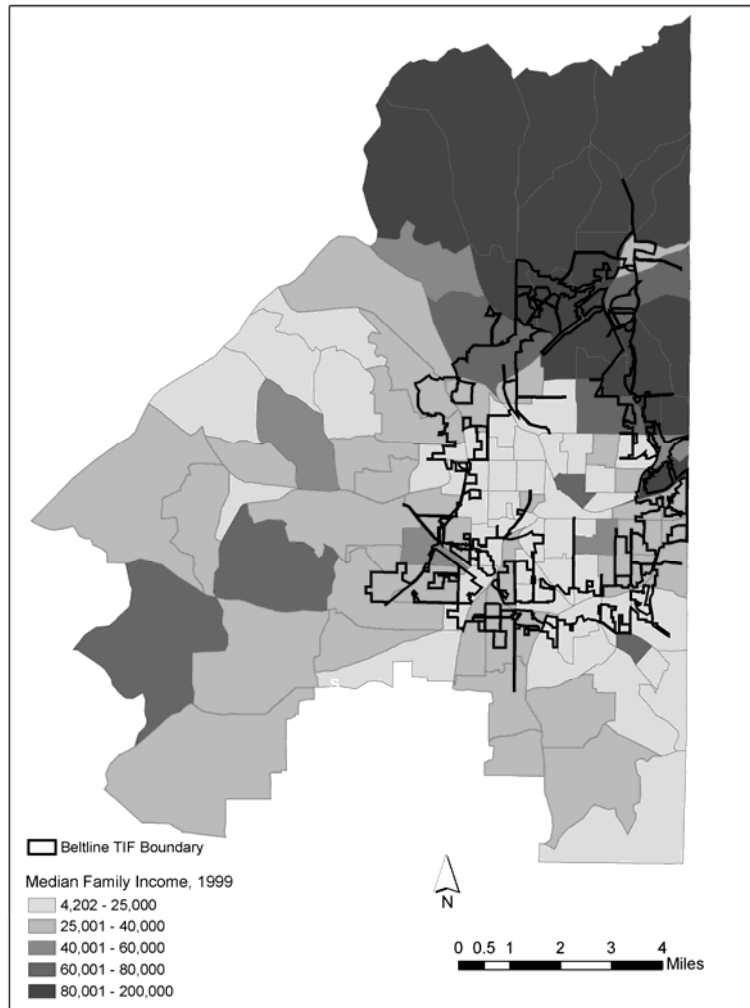 S
Beltline TIF Boundary
Median Family Income, 1999
4,202 - 25,000
25,001 - 40,000
40,001 - 60,000
60,001 - 80,000
80,001 - 200,000
N
0 0.5 1 2 3 4
Miles